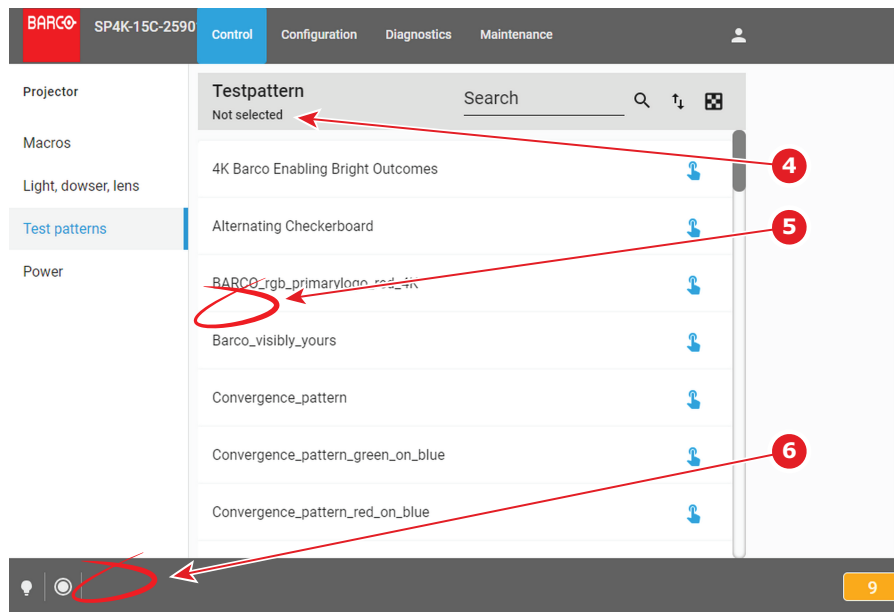 BARCO
SP4K-15C-2590
Control
Configuration
Diagnostics
Maintenance
Projector
Macros
Light, dowser, lens
Test patterns
Power
Testpattern
Not selected
Search
4K Barco Enabling Bright Outcomes
Alternating Checkerboard
BARCO_rgb_primarylogo_red_4K
Barco_visibly_yours
Convergence_pattern
Convergence_pattern_green_on_blue
Convergence_pattern_red_on_blue
4
5
6
9